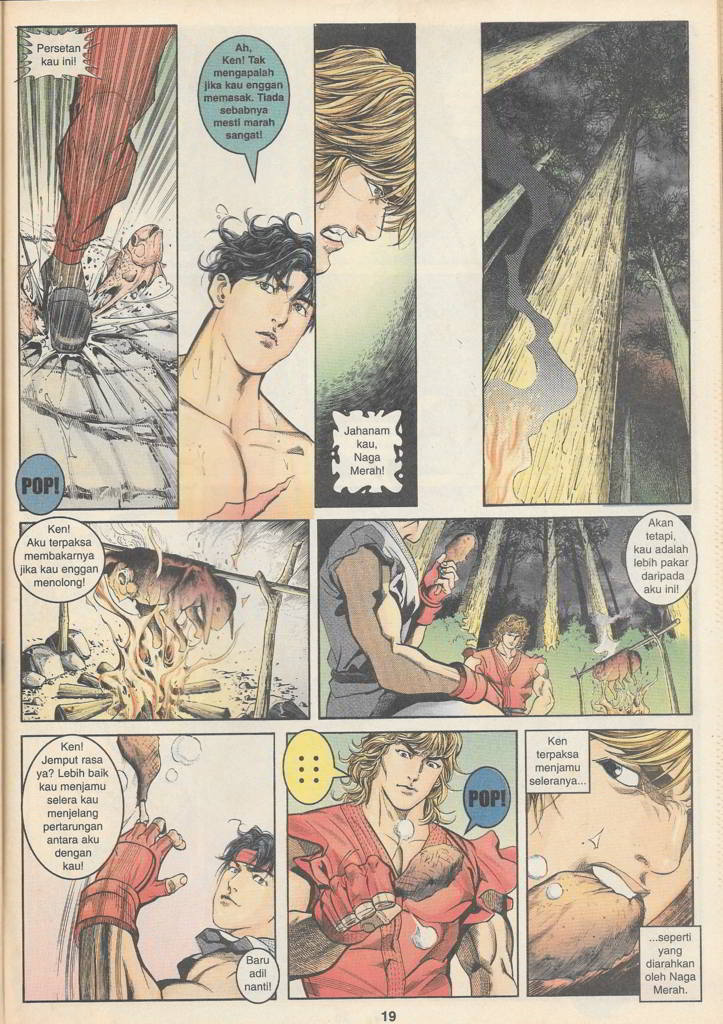 Persetan
kau ini!
Ah,
Ken! Tak
mengapalah
jika kau enggan
memasak. Tiada
sebabnya
mesti marah
sangat!
Jahanam
kau,
Naga
Merah!
POP!
Ken!
Aku terpaksa
membakarnya
jika kau enggan
menolong!
Akan
tetapi,
kau adalah
lebih pakar
daripada
aku ini!
Ken!
Jemput rasa
ya? Lebih baik
kau menjamu
selera kau
menjelang
pertarungan
antara aku
dengan
kau!
Baru
adil
nanti!
POP!
Ken
terpaksa
menjamu
seleranya...
...seperti
yang
diarahkan
oleh Naga
Merah.
19